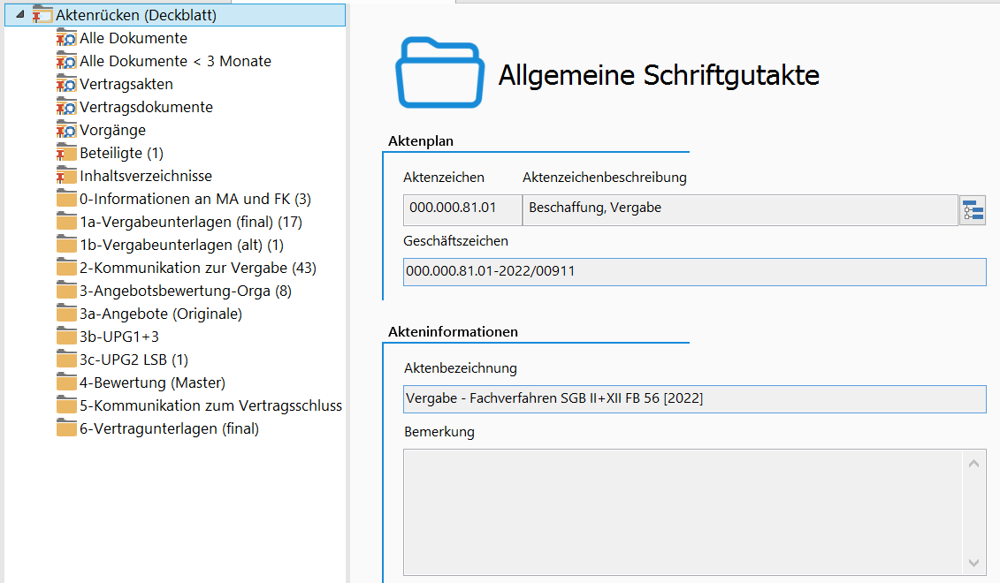 Aktenrücken (Deckblatt)
Alle Dokumente
Alle Dokumente < 3 Monate
Vertragsakten
Vertragsdokumente
Vorgänge
Beteiligte (1)
Inhaltsverzeichnisse
0-Informationen an MA und FK (3)
1a-Vergabeunterlagen (final) (17)
1b-Vergabeunterlagen (alt) (1)
2-Kommunikation zur Vergabe (43)
3-Angebotsbewertung-Orga (8)
3a-Angebote (Originale)
3b-UPG1+3
3c-UPG2 LSB (1)
4-Bewertung (Master)
5-Kommunikation zum Vertragsschluss
6-Vertragunterlagen (final)
Allgemeine Schriftgutakte
Aktenplan
Aktenzeichen Aktenzeichenbeschreibung
000.000.81.01 Beschaffung, Vergabe
Geschäftszeichen
000.000.81.01-2022/00911
Akteninformationen
Aktenbezeichnung
Vergabe - Fachverfahren SGB II+XII FB 56 [2022]
Bemerkung